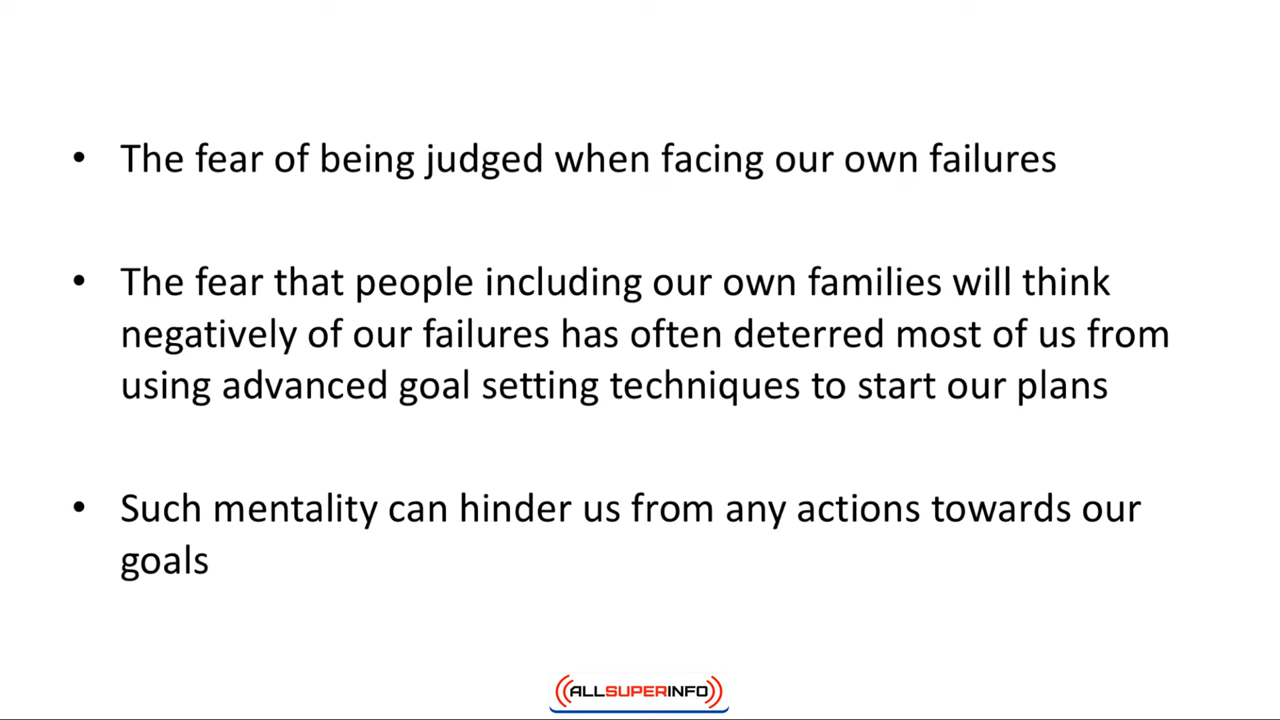 • The fear of being judged when facing our own failures
• The fear that people including our own families will think
negatively of our failures has often deterred most of us from
using advanced goal setting techniques to start our plans
• Such mentality can hinder us from any actions towards our
goals
ALLSUPERINFO